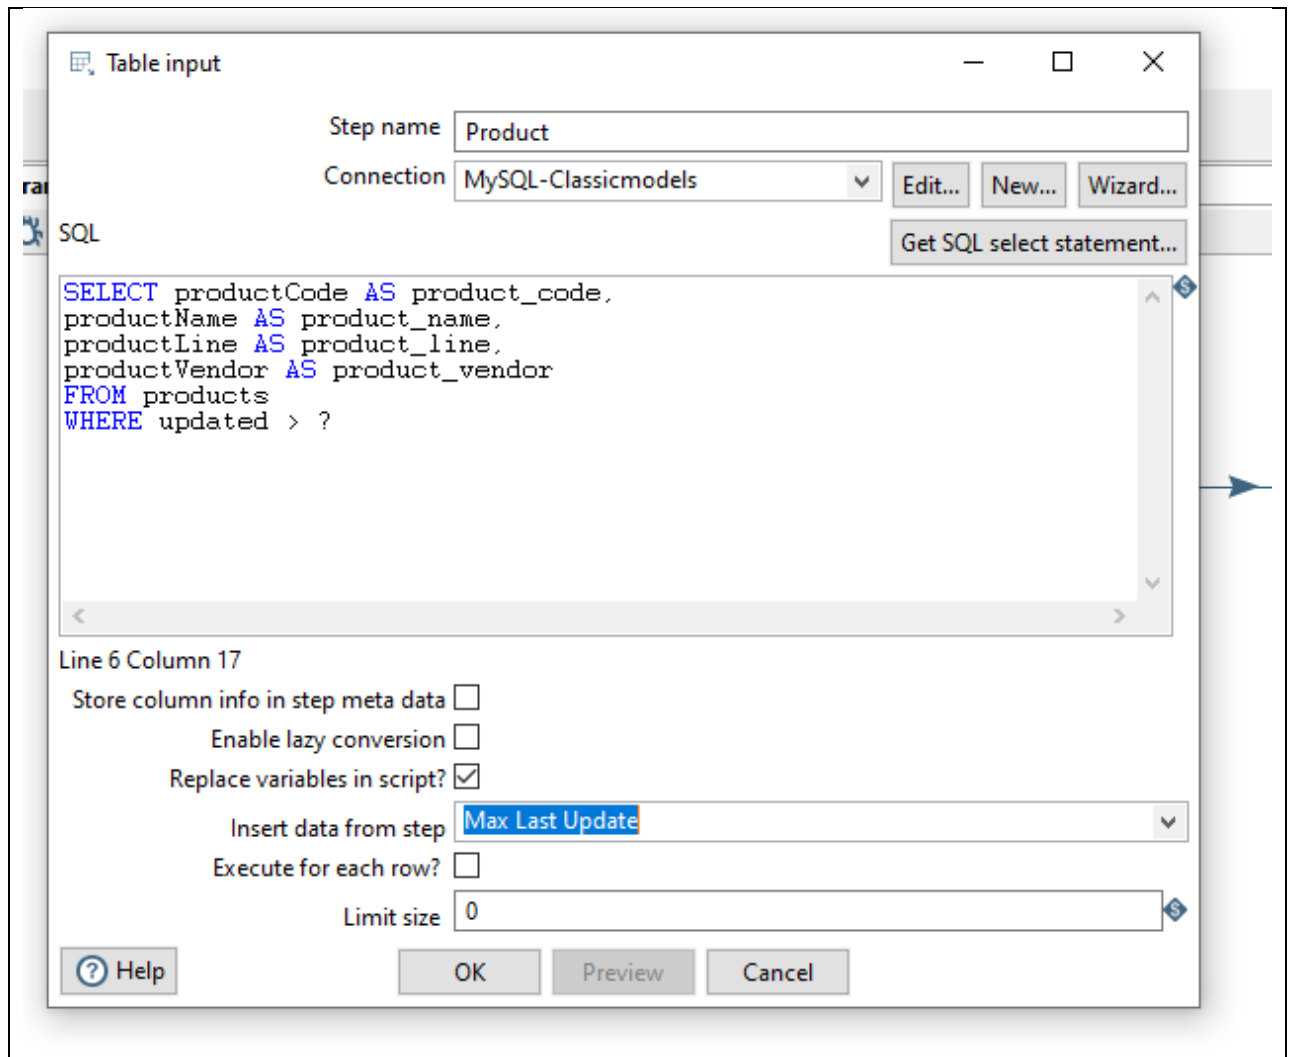 Table input
Step name Product
Connection MySQL-Classicmodels Edit... New... Wizard...
SQL Get SQL select statement...
SELECT productCode AS product_code,
productName AS product_name,
productLine AS product_line,
productVendor AS product_vendor
FROM products
WHERE updated > ?
Line 6 Column 17
Store column info in step meta data
Enable lazy conversion
Replace variables in script?
Insert data from step Max Last Update
Execute for each row?
Limit size 0
Help OK Preview Cancel